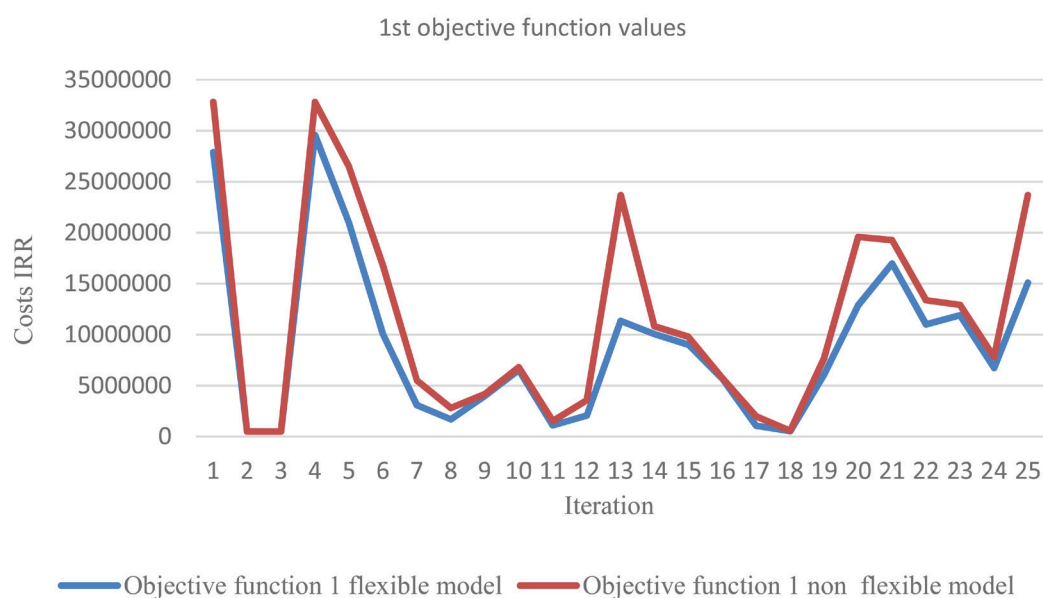 1st objective function values
35000000
30000000
25000000
20000000
15000000
10000000
5000000
0
Costs IRR
1 2 3 4 5 6 7 8 9 10 11 12 13 14 15 16 17 18 19 20 21 22 23 24 25
Iteration
Objective function 1 flexible model Objective function 1 non flexible model